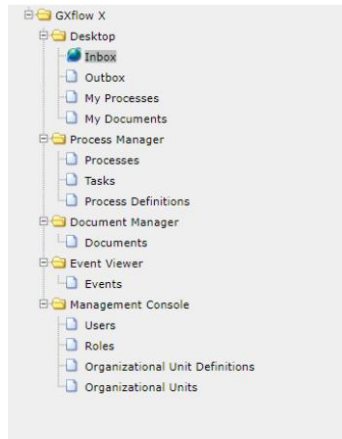 GXflow X
Desktop
Inbox
Outbox
My Processes
My Documents
Process Manager
Processes
Tasks
Process Definitions
Document Manager
Documents
Event Viewer
Events
Management Console
Users
Roles
Organizational Unit Definitions
Organizational Units